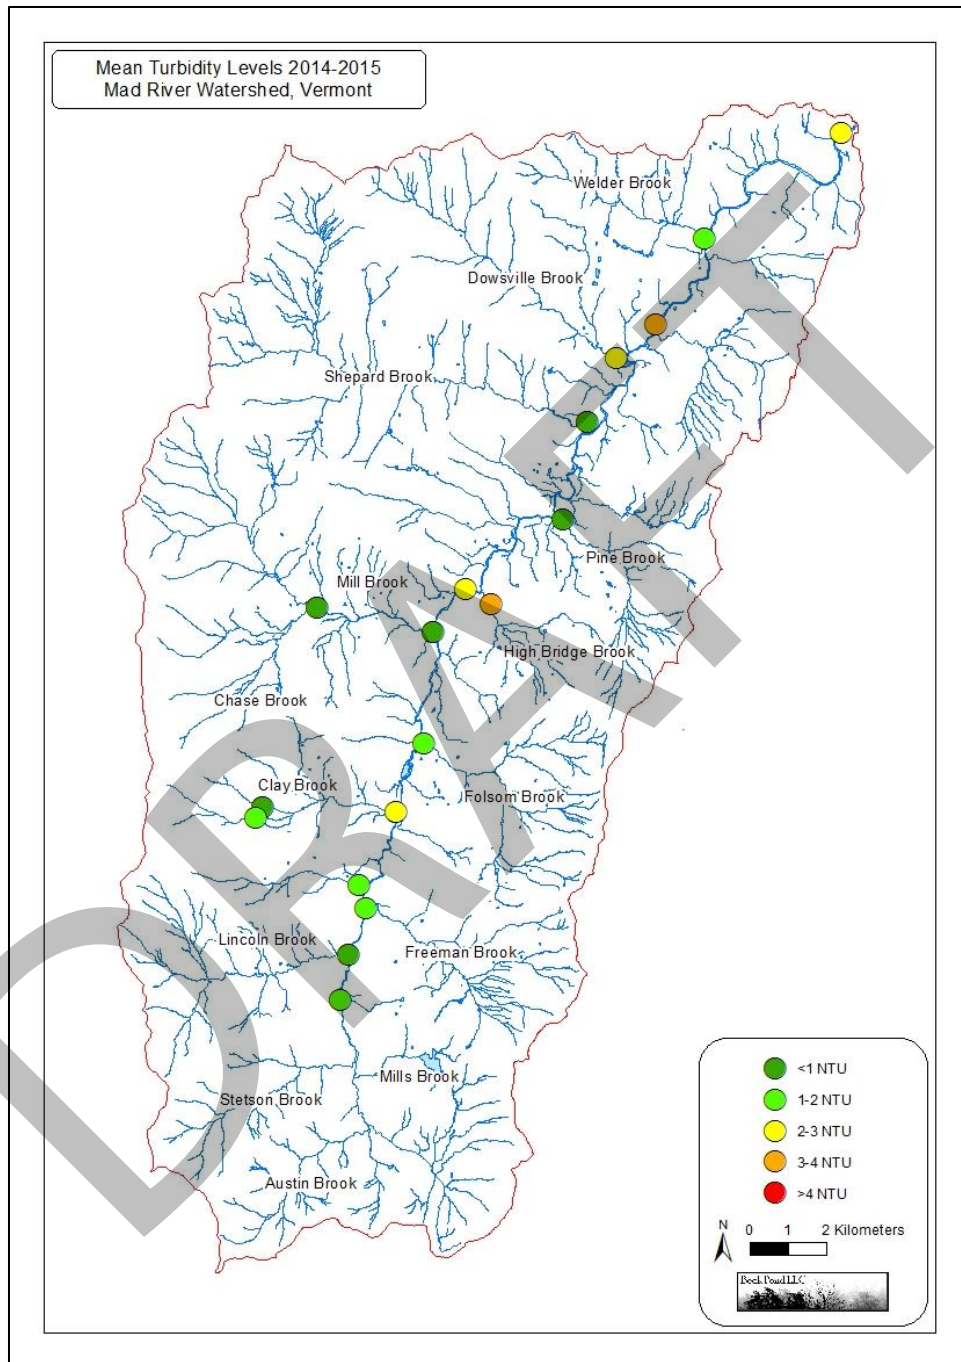 Mean Turbidity Levels 2014-2015
Mad River Watershed, Vermont
Welder Brook
Dowsville Brook
Shepard Brook
Pine Brook
Mill Brook
High Bridge Brook
Chase Brook
Clay Brook
Folsom Brook
Lincoln Brook
Freeman Brook
Mills Brook
Stetson Brook
Austin Brook
DRAFT
<1 NTU
1-2 NTU
2-3 NTU
3-4 NTU
>4 NTU
N
0 1 2 Kilometers
Beck Pond LLC